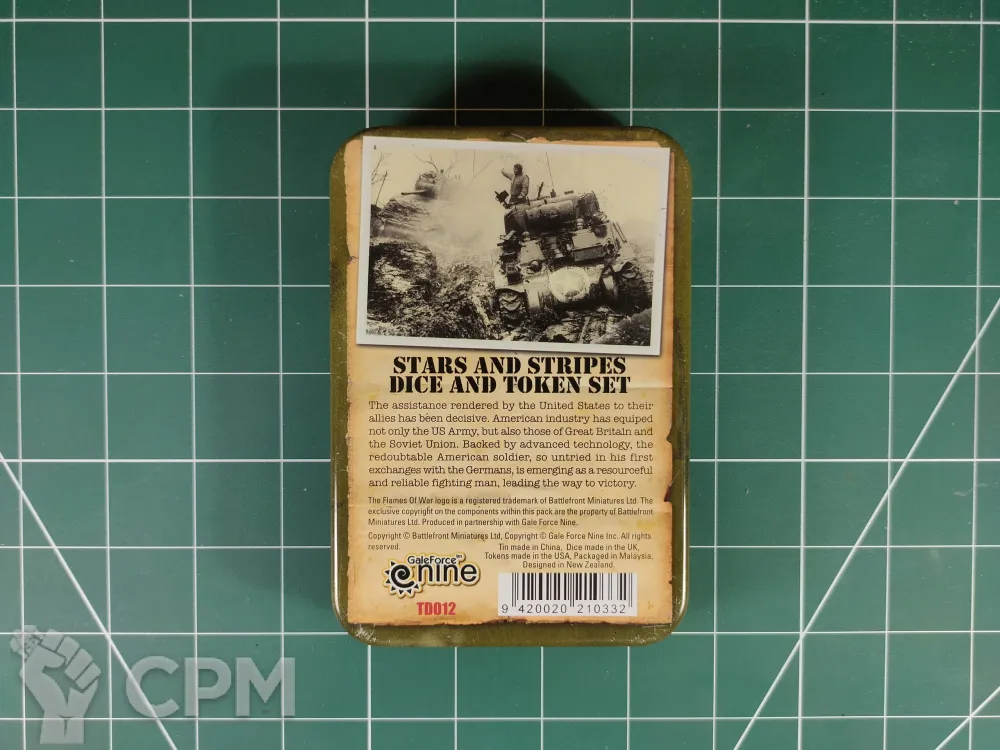 STARS AND STRIPES
DICE AND TOKEN SET
The assistance rendered by the United States to their
allies has been decisive. American industry has equiped
not only the US Army, but also those of Great Britain and
the Soviet Union. Backed by advanced technology, the
redoubtable American soldier, so untried in his first
exchanges with the Germans, is emerging as a resourceful
and reliable fighting man, leading the way to victory.
The Flames Of War logo is a registered trademark of Battlefront Miniatures Ltd. The
exclusive copyright on the components within this pack are the property of Battlefront
Miniatures Ltd. Produced in partnership with Gale Force Nine.
Copyright © Battlefront Miniatures Ltd, Copyright © Gale Force Nine Inc. All rights
reserved.
Tin made in China, Dice made in the UK,
Tokens made in the USA, Packaged in Malaysia,
Designed in New Zealand.
GaleForce
nine
TD012
9 420020 210332
CPM